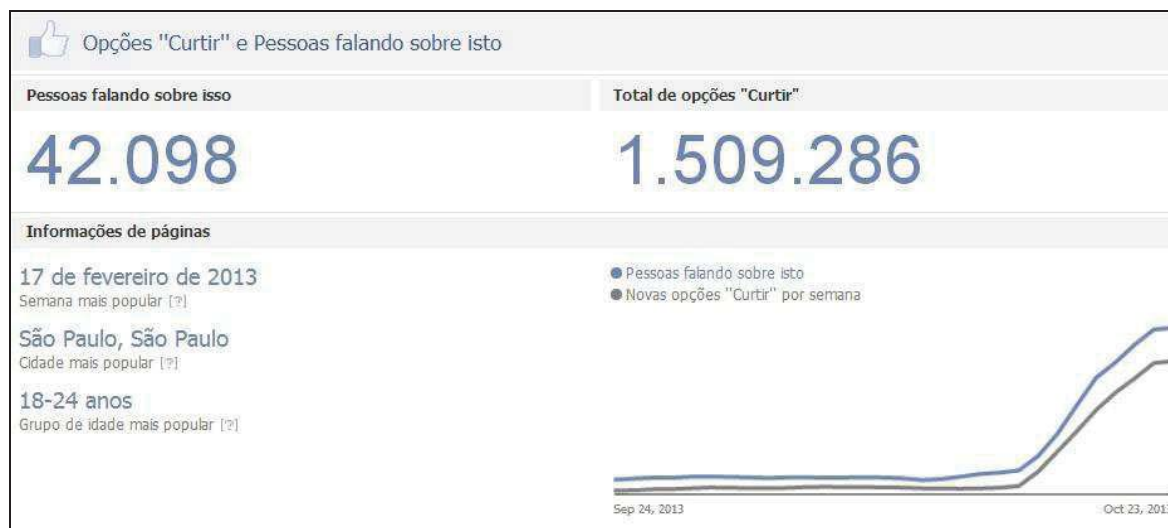 Opções "Curtir" e Pessoas falando sobre isto
Pessoas falando sobre isso
Total de opções "Curtir"
42.098
1.509.286
Informações de páginas
17 de fevereiro de 2013
Semana mais popular [?]
São Paulo, São Paulo
Cidade mais popular [?]
18-24 anos
Grupo de idade mais popular [?]
Pessoas falando sobre isto
Novas opções "Curtir" por semana
Sep 24, 2013
Oct 23, 201